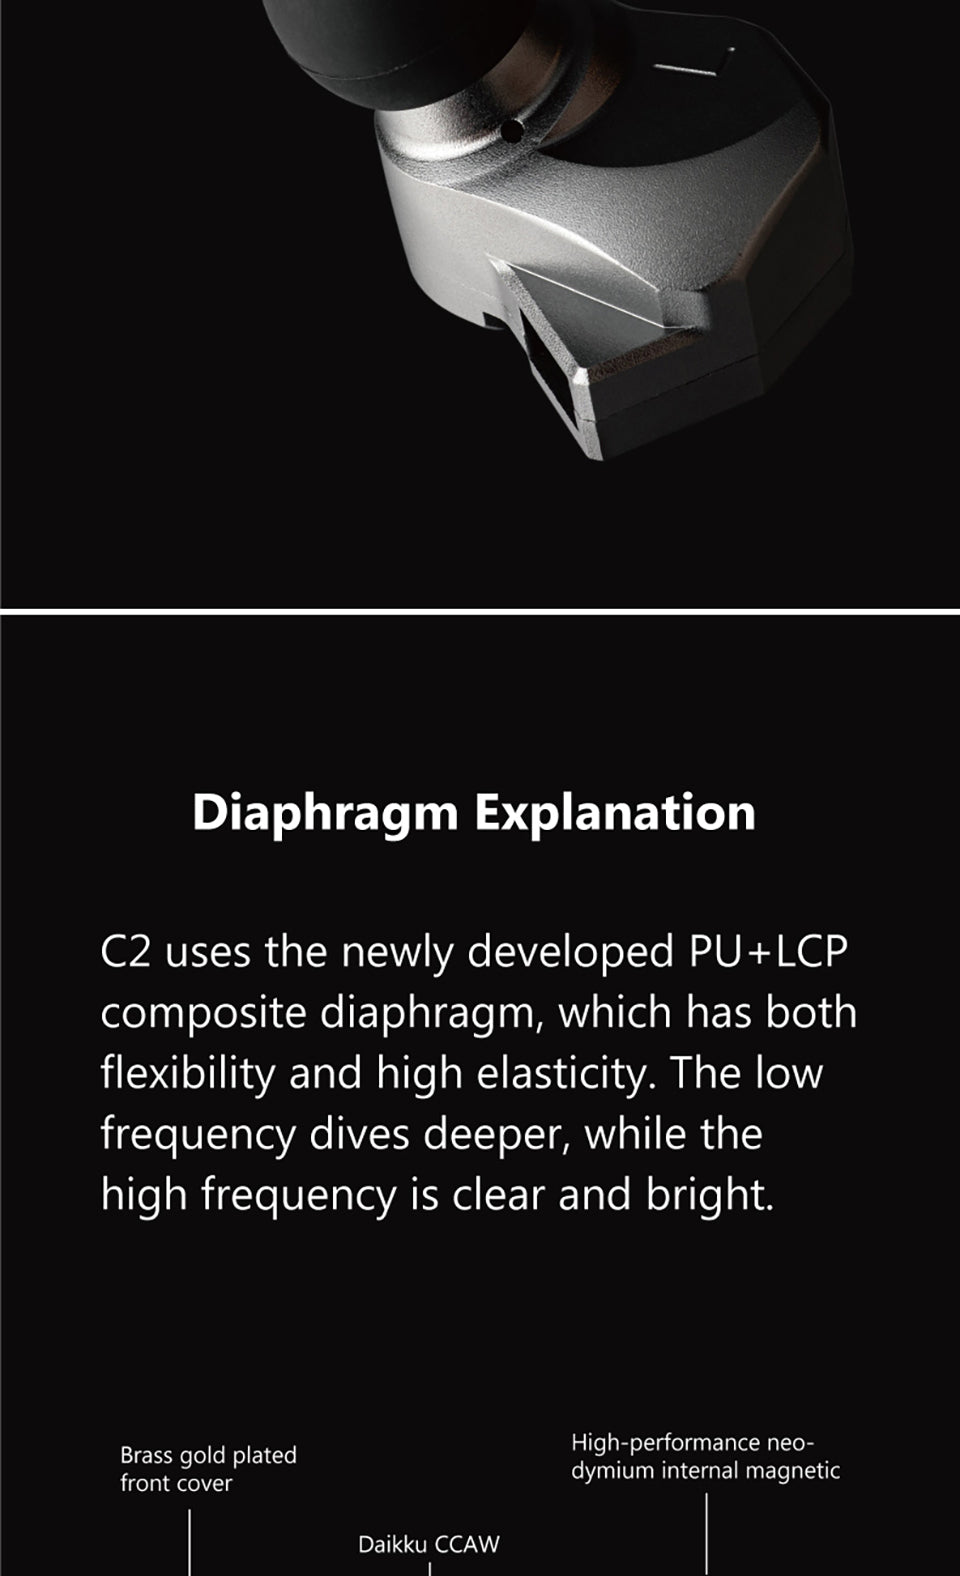 L
Diaphragm Explanation
C2 uses the newly developed PU+LCP
composite diaphragm, which has both
flexibility and high elasticity. The low
frequency dives deeper, while the
high frequency is clear and bright.
Brass gold plated
front cover
High-performance neo-
dymium internal magnetic
Daikku CCAW